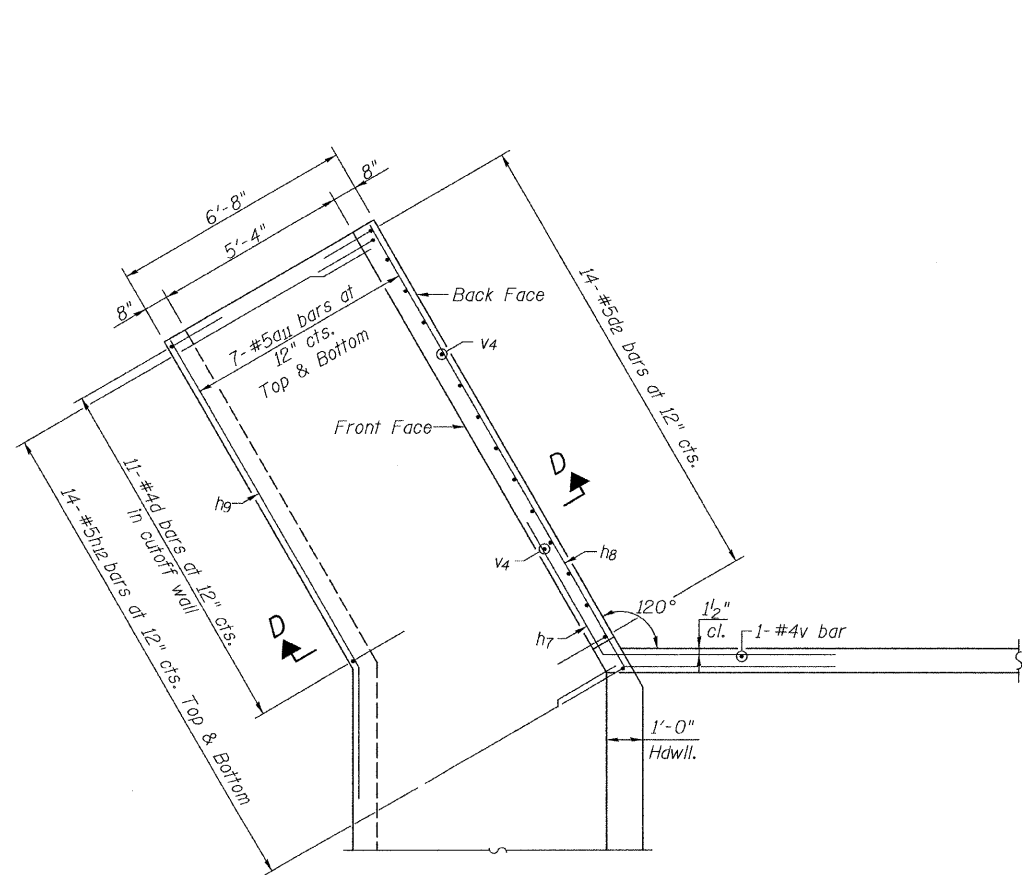 6'-8"
8"
5'-4"
8"
Back Face
7- #5a11 bars at
12" cts.
Top & Bottom
14- #5d2 bars at 12" cts.
v4
Front Face
D
11- #4d bars at 12" cts.
in cutoff wall
14- #5h12 bars at 12" cts. Top & Bottom
h9
v4
h8
120°
1½"
cl.
1- #4v bar
D
h7
1'-0"
Hdwll.